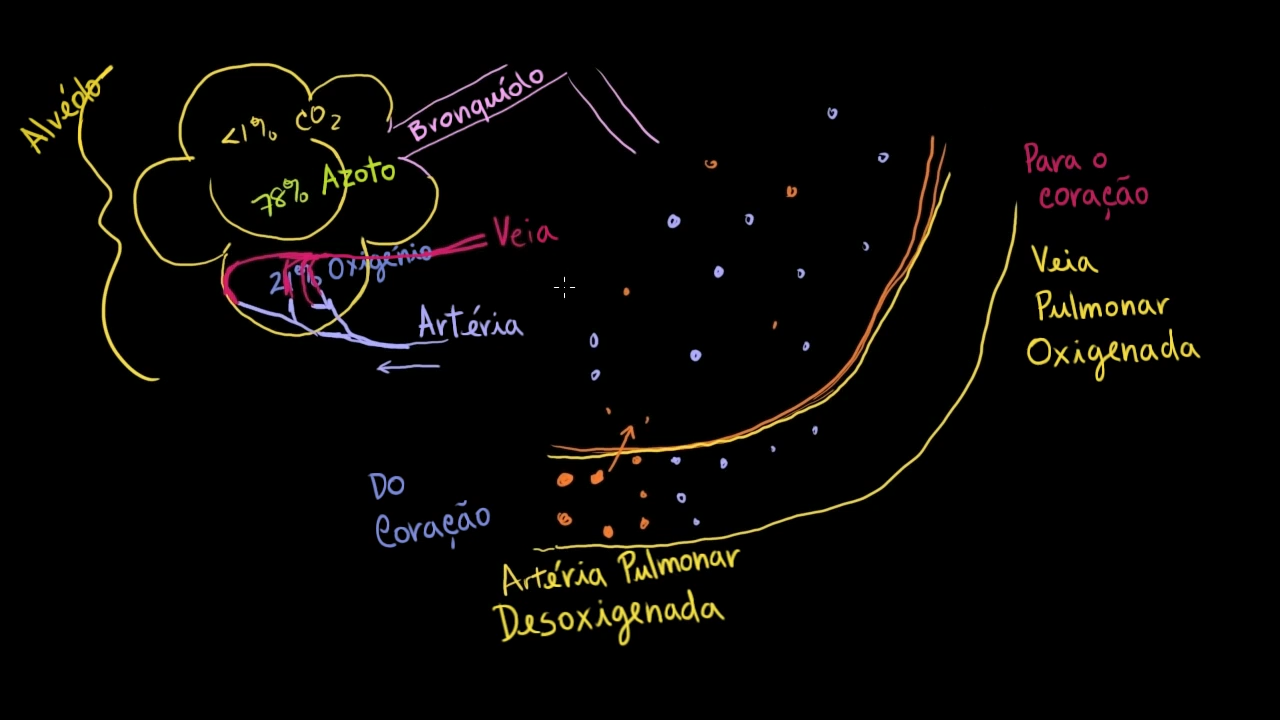 Alvéolo
<1% CO2
78% Azoto
21% Oxigénio
Bronquíolo
Veia
Artéria
Do
Coração
Artéria Pulmonar
Desoxigenada
Para o
coração
Veia
Pulmonar
Oxigenada